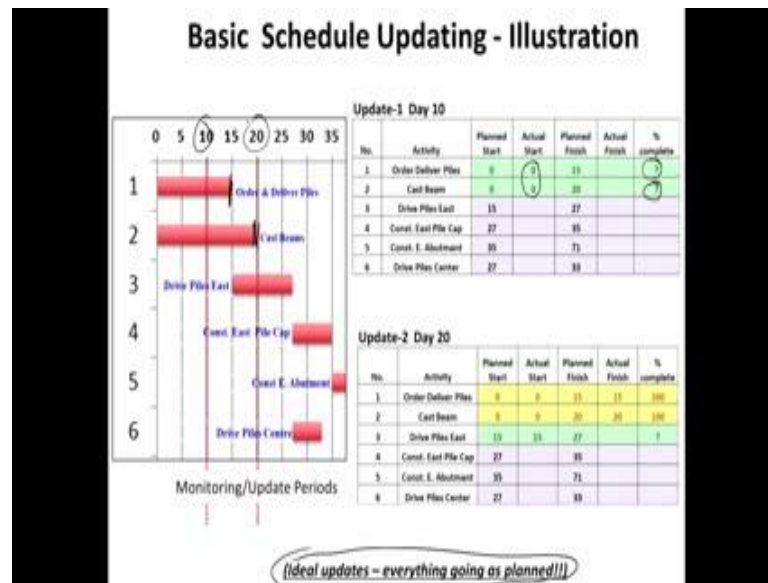 Basic Schedule Updating - Illustration
0 5 10 15 20 25 30 35
1 Order & Deliver Piles
2 Cast Beams
3 Drive Piles East
4 Const. East Pile Cap
5 Const E. Abutment
6 Drive Piles Centre
Monitoring/Update Periods
Update-1 Day 10
No. Activity Planned Start Actual Start Planned Finish Actual Finish % complete
1 Order Deliver Piles 0 0 15 ?
2 Cast Beam 0 0 20 ?
3 Drive Piles East 15 27
4 Const. East Pile Cap 27 35
5 Const. E. Abutment 35 71
6 Drive Piles Center 27 33
Update-2 Day 20
No. Activity Planned Start Actual Start Planned Finish Actual Finish % complete
1 Order Deliver Piles 0 0 15 15 100
2 Cast Beam 0 0 20 20 100
3 Drive Piles East 15 15 27 ?
4 Const. East Pile Cap 27 35
5 Const. E. Abutment 35 71
6 Drive Piles Center 27 33
(Ideal updates – everything going as planned!!)